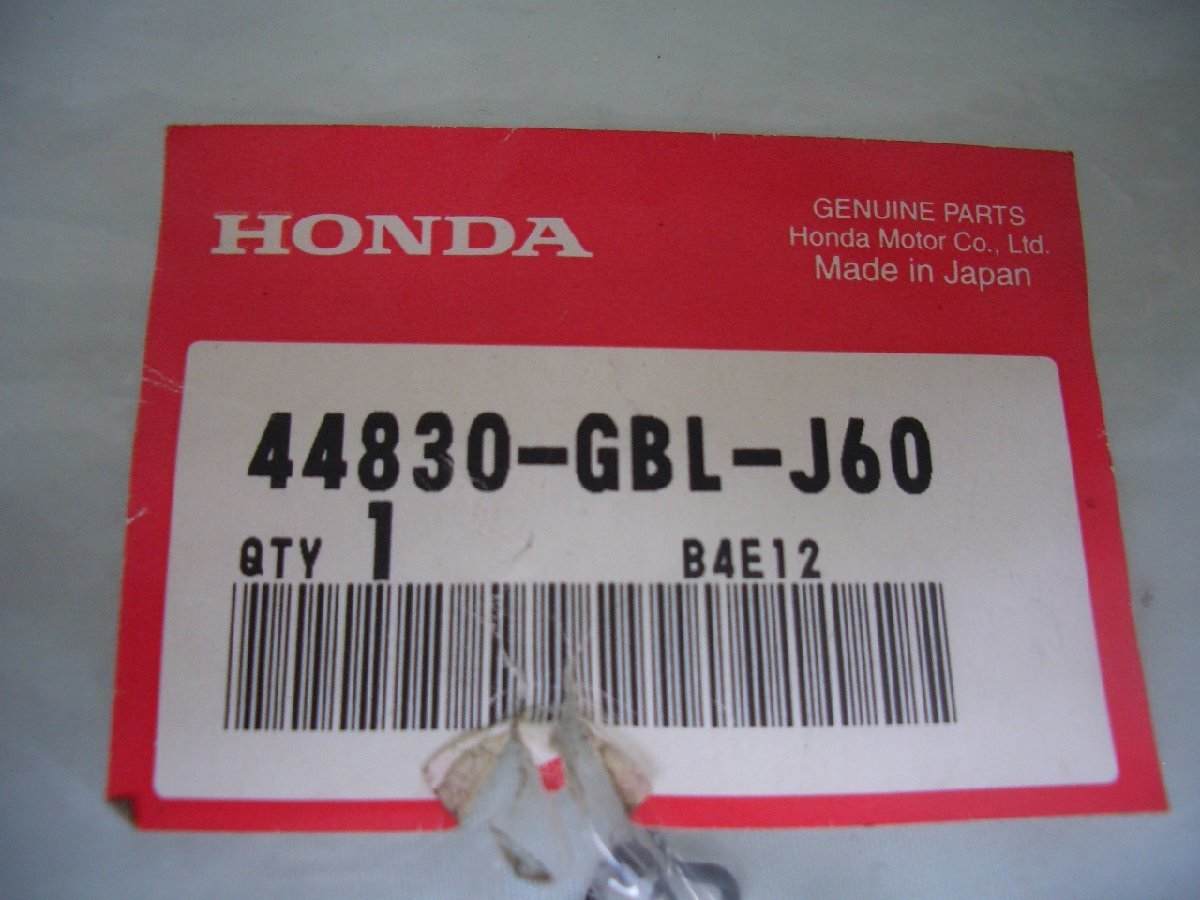 HONDA
GENUINE PARTS
Honda Motor Co., Ltd.
Made in Japan
44830-GBL-J60
QTY 1 B4E12